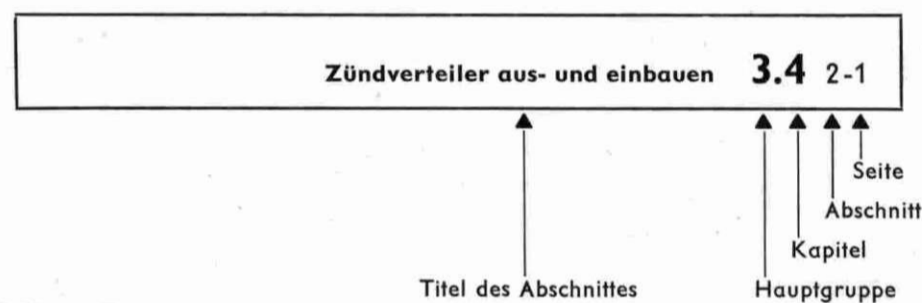 Zündverteiler aus- und einbauen 3.4 2-1
Seite
Abschnitt
Kapitel
Titel des Abschnittes Hauptgruppe